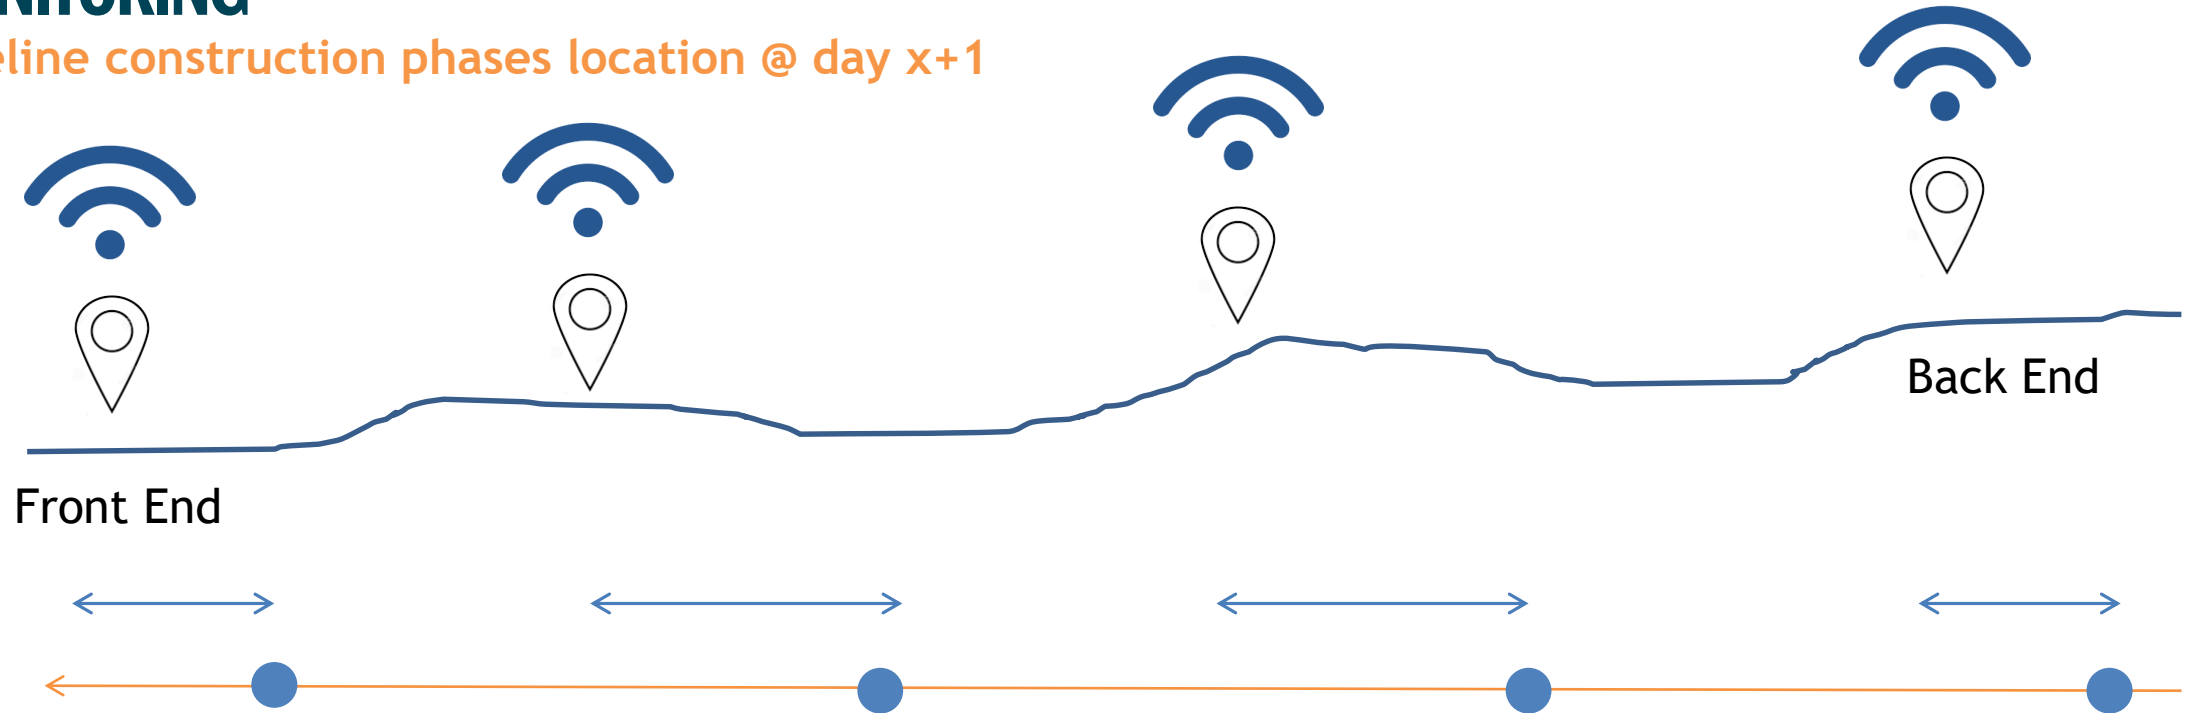 eline construction phases location @ day x+1
Back End
Front End